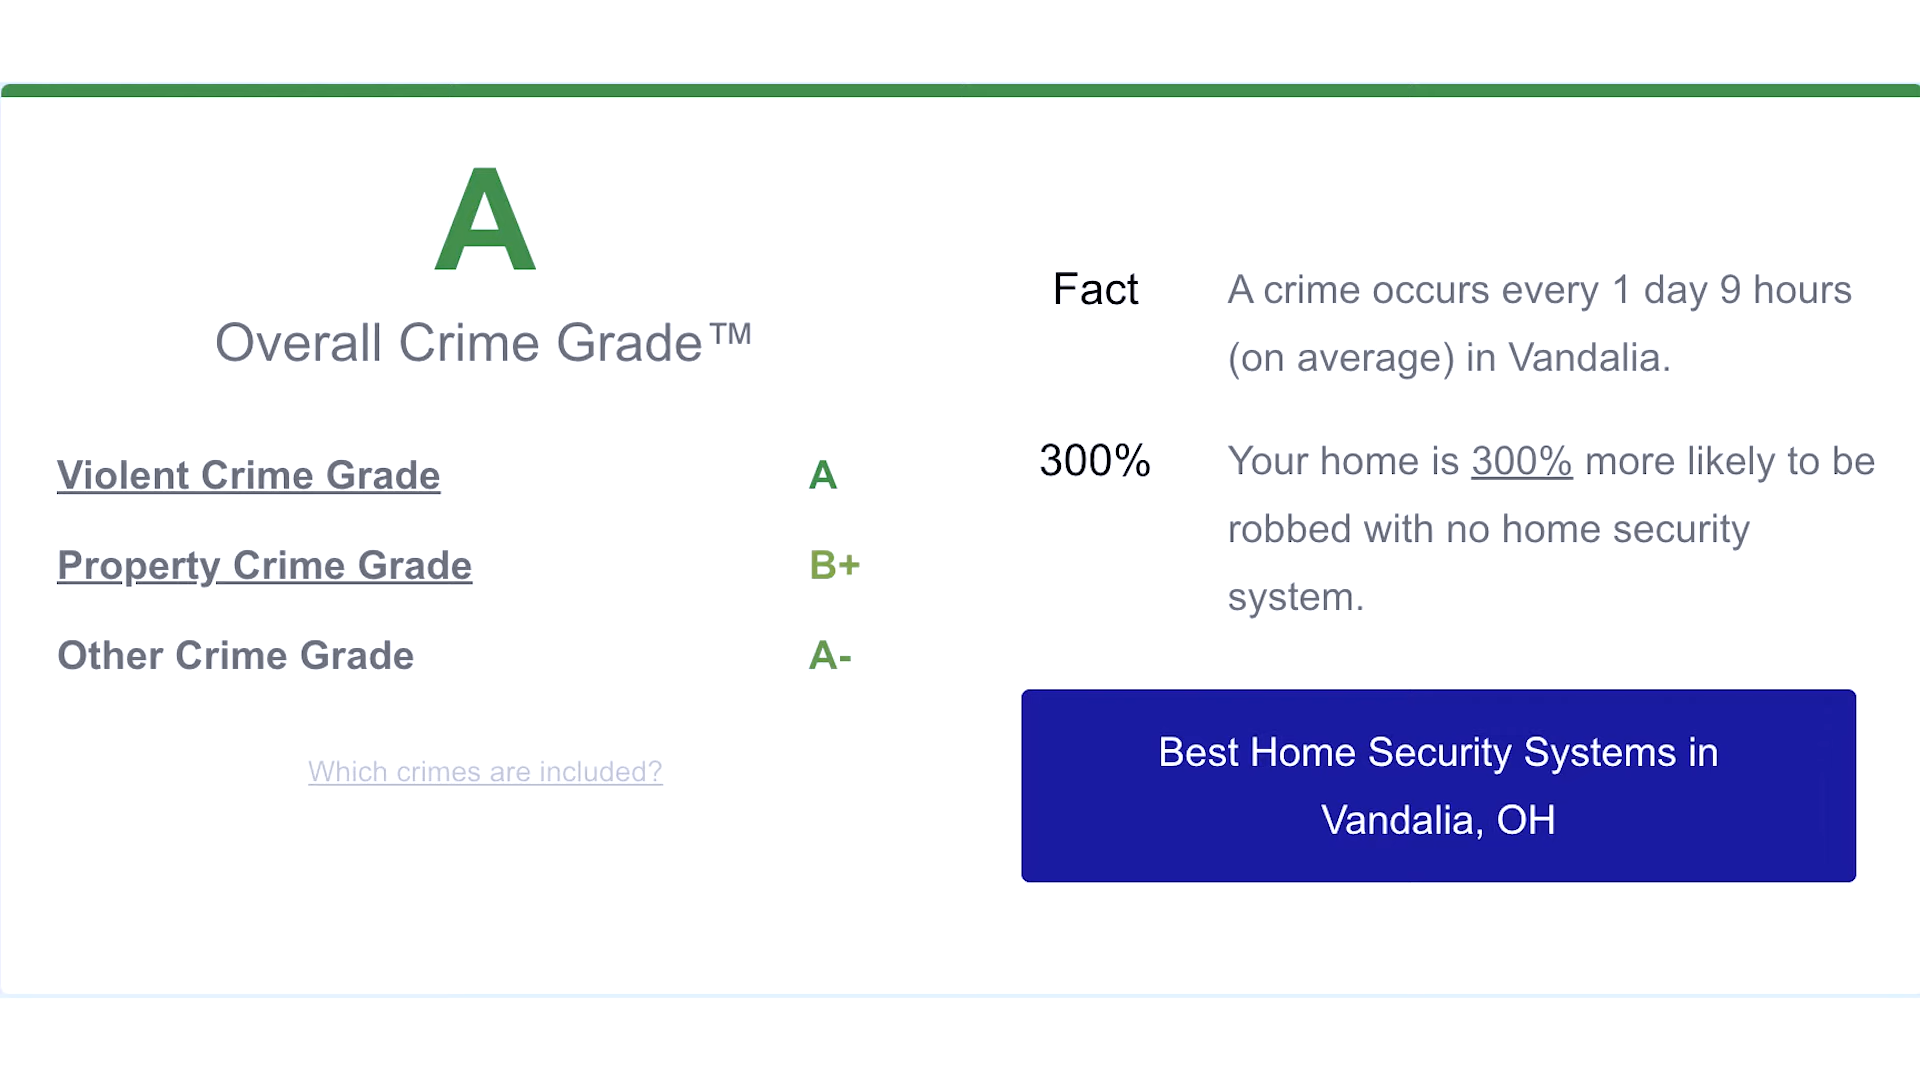 A
Overall Crime Grade™
Violent Crime Grade A
Property Crime Grade B+
Other Crime Grade A-
Which crimes are included?
Fact A crime occurs every 1 day 9 hours
(on average) in Vandalia.
300% Your home is 300% more likely to be
robbed with no home security
system.
Best Home Security Systems in
Vandalia, OH